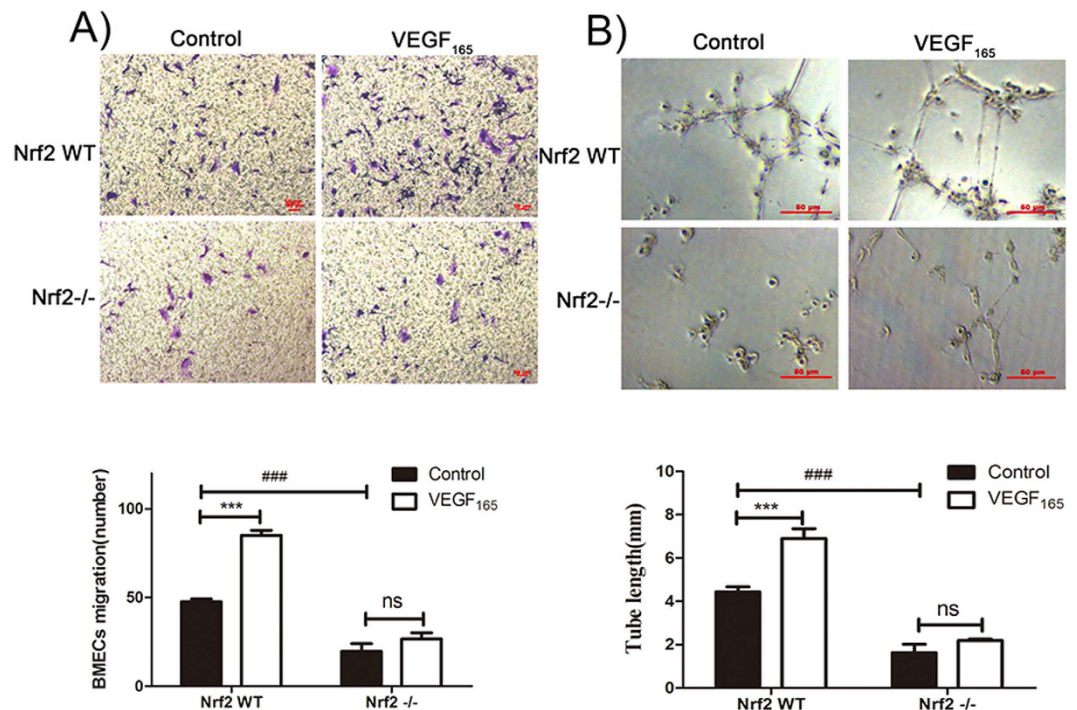 A)
Control
VEGF₁₆₅
Nrf2 WT
Nrf2-/-
B)
Control
VEGF₁₆₅
Nrf2 WT
50 μm
50 μm
Nrf2-/-
50 μm
50 μm
BMECs migration(number)
100
50
0
###
***
ns
Control
VEGF₁₆₅
Nrf2 WT
Nrf2 -/-
Tube length(mm)
10
8
6
4
2
0
###
***
ns
Control
VEGF₁₆₅
Nrf2 WT
Nrf2 -/-